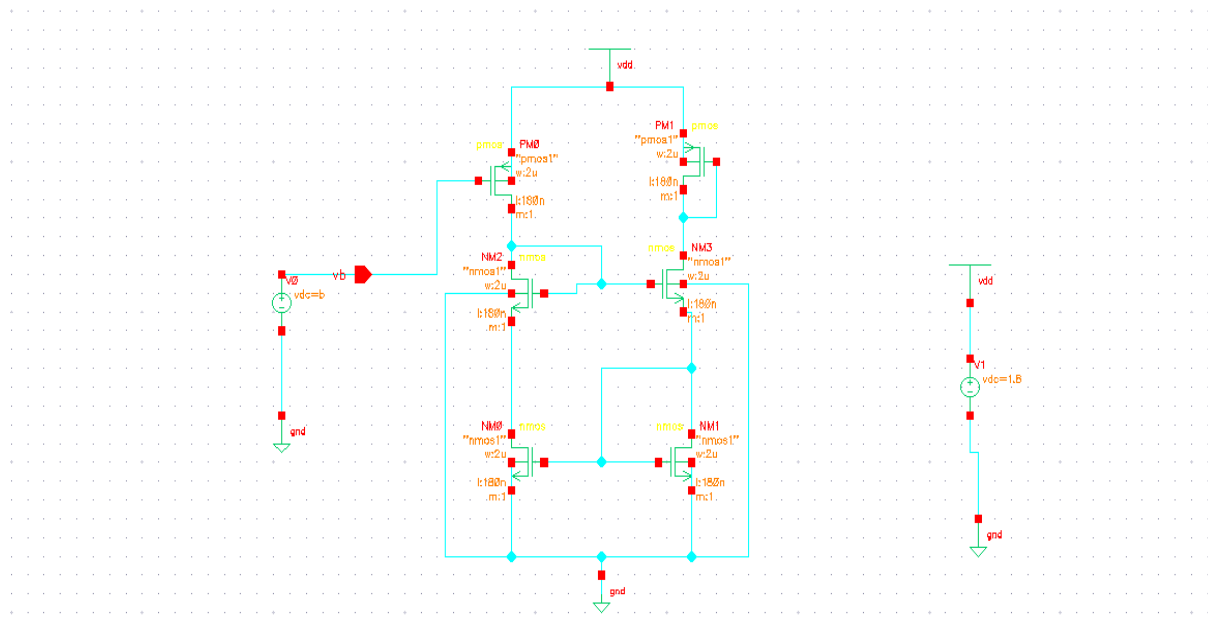 vdd
pmos
PM0
"pmos1"
w:2u
l:180n
m:1
PM1
pmos
"pmos1"
w:2u
l:180n
m:1
NM2
nmos
"nmos1"
w:2u
l:180n
m:1
nmos
NM3
"nmos1"
w:2u
l:180n
m:1
vb
V0
vdc=b
gnd
vdd
V1
vdc=1.8
gnd
NM0
nmos
"nmos1"
w:2u
l:180n
m:1
nmos
NM1
"nmos1"
w:2u
l:180n
m:1
gnd